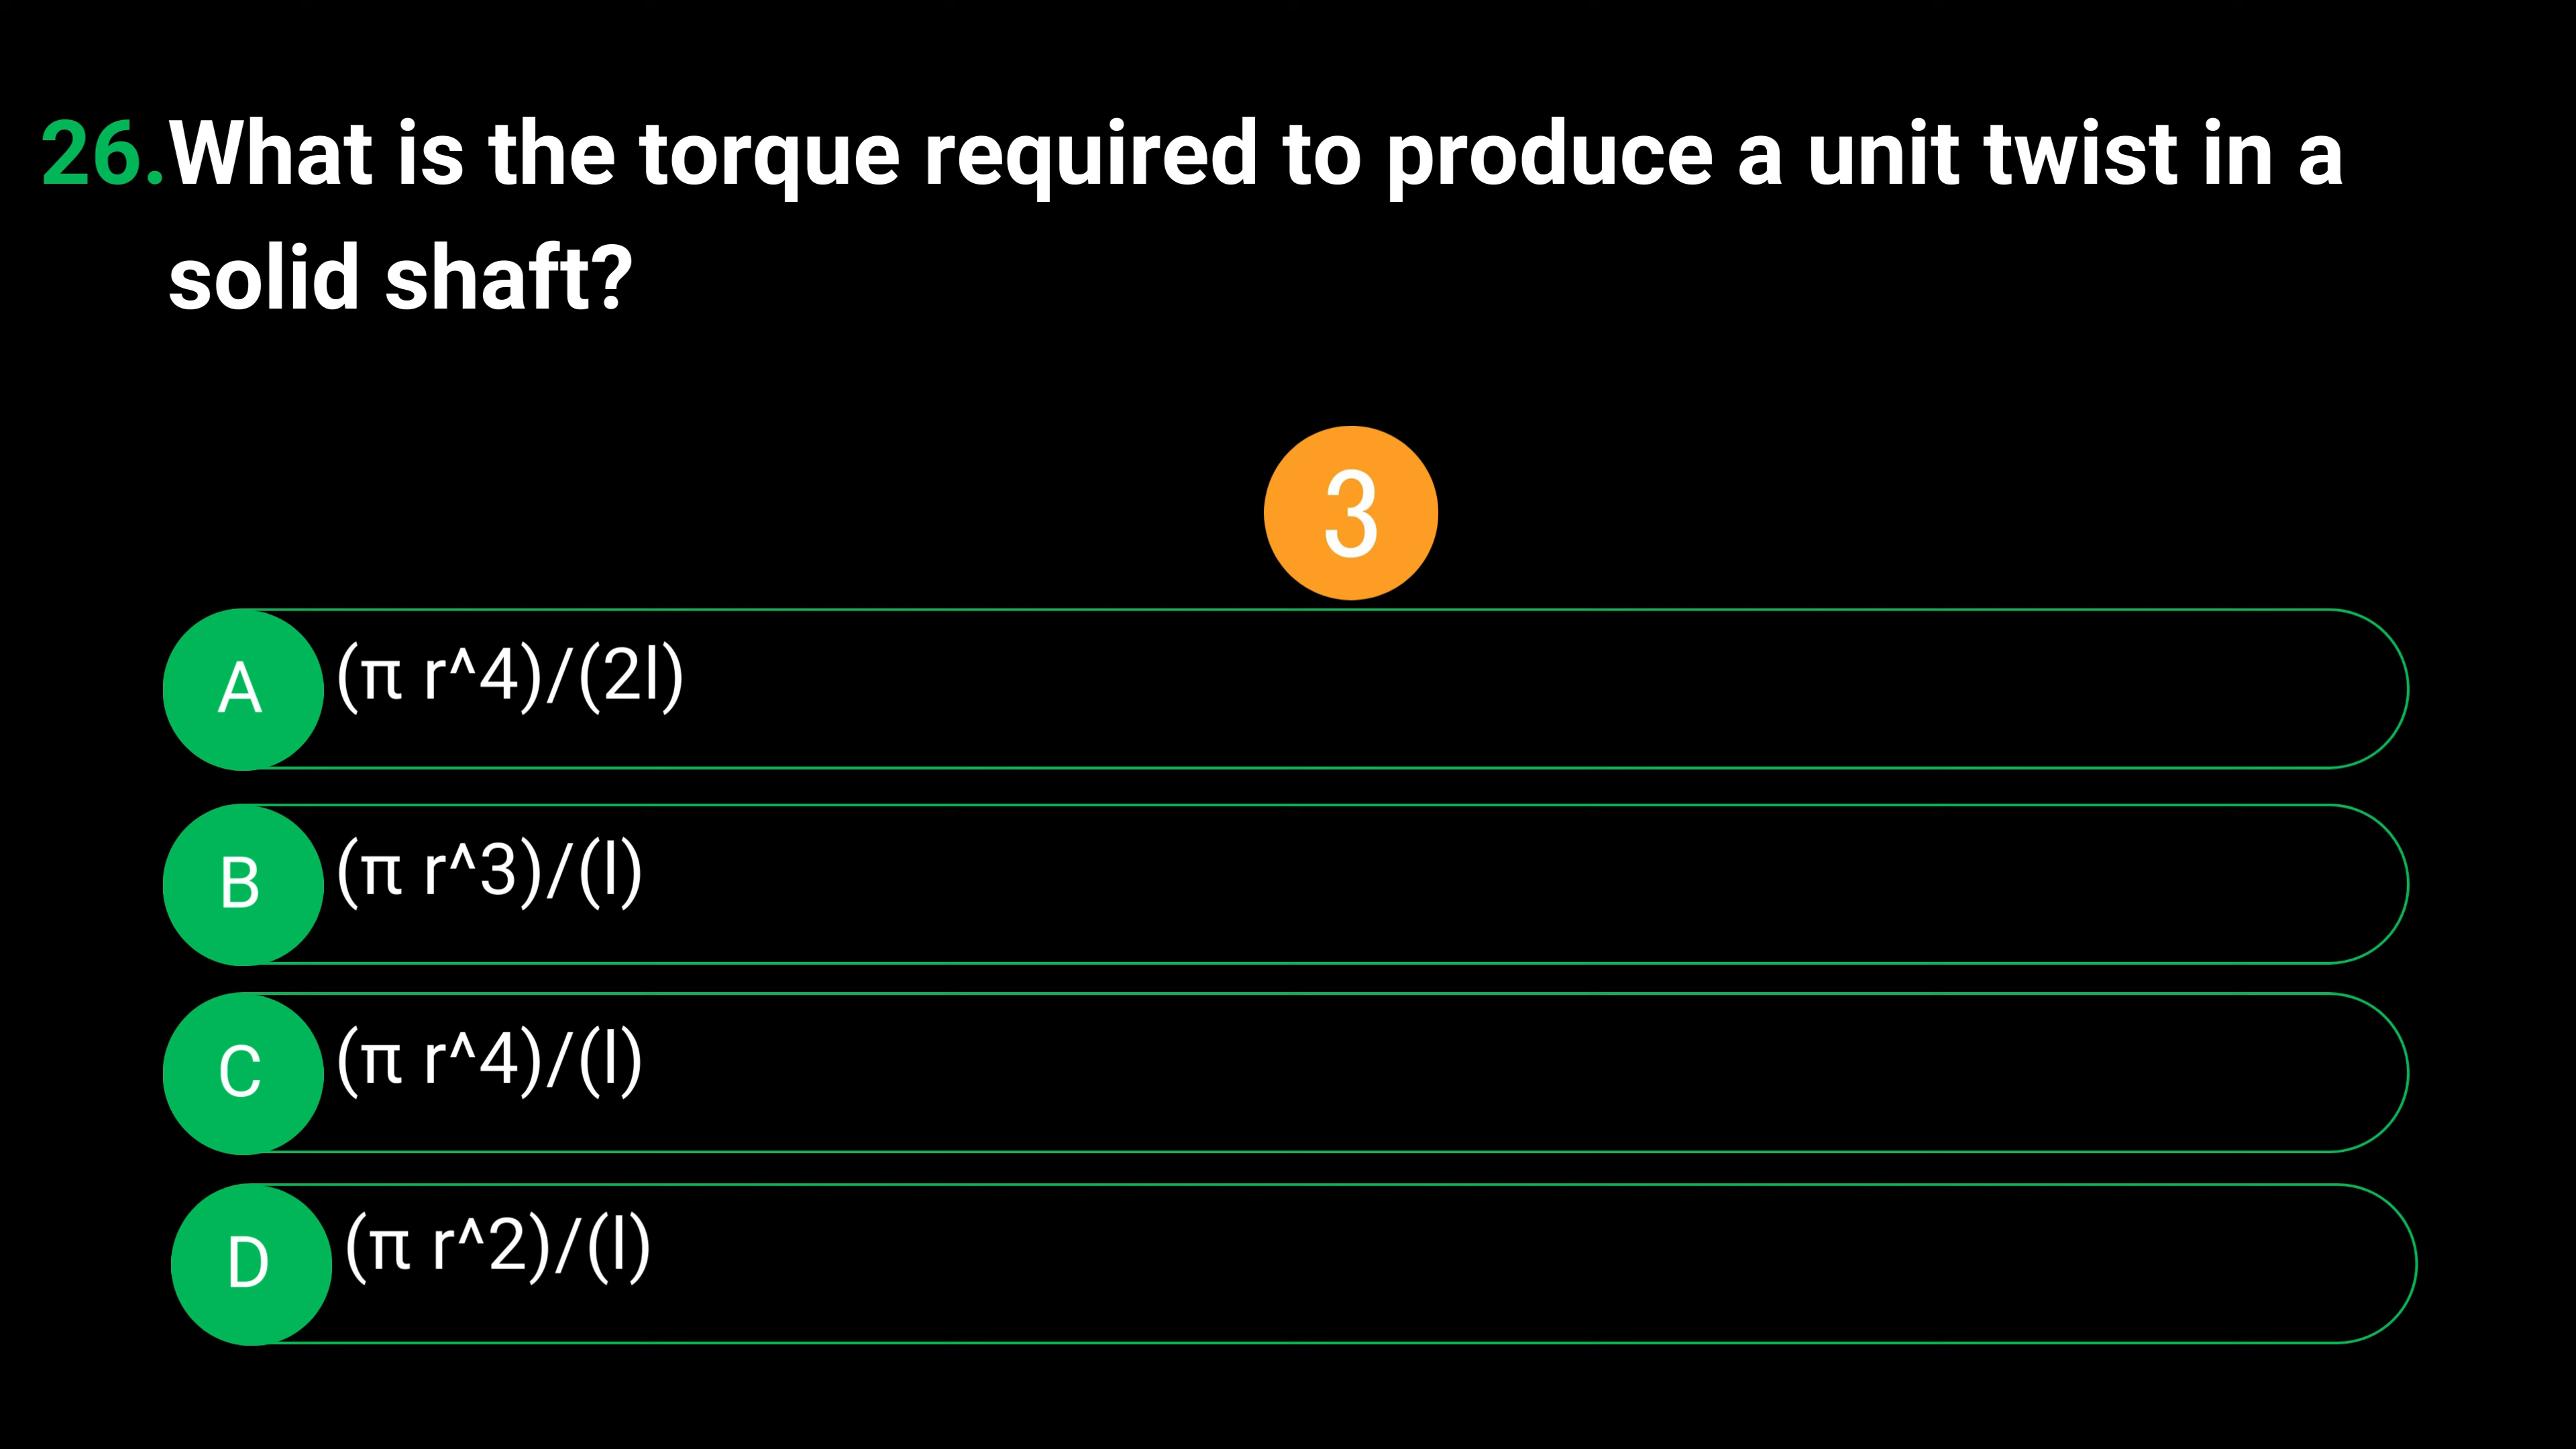 26.What is the torque required to produce a unit twist in a
solid shaft?
3
A (π r^4)/(2l)
B (π r^3)/(l)
C (π r^4)/(l)
D (π r^2)/(l)